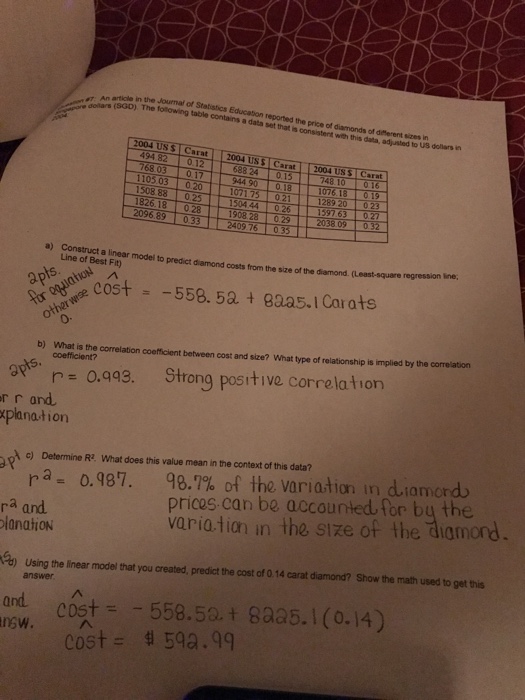 #7: An article in the Journal of Statistics Education reported the price of diamonds of different sizes in
dollars (SGD). The following table contains a data set that is consistent with this data, adjusted to US dollars in
2004.
2004 US $ Carat 2004 US $ Carat 2004 US $ Carat
494.82 0.12 688.24 0.15 748.10 0.16
768.03 0.17 944.90 0.18 1076.18 0.19
1105.03 0.20 1071.75 0.21 1289.20 0.23
1508.88 0.25 1504.44 0.26 1597.63 0.27
1826.18 0.28 1908.28 0.29 2038.09 0.32
2096.89 0.33 2409.76 0.35
a) Construct a linear model to predict diamond costs from the size of the diamond. (Least-square regression line;
Line of Best Fit)
2pts.
for equation
otherwise
0.
cost = -558.52 + 8225.1 Carats
b) What is the correlation coefficient between cost and size? What type of relationship is implied by the correlation
coefficient?
2pts.
r = 0.993. Strong positive correlation
or r and
xplanation
c) Determine R². What does this value mean in the context of this data?
2pt
r² = 0.987. 98.7% of the variation in diamond
r² and
planation
prices can be accounted for by the
variation in the size of the diamond.
d) Using the linear model that you created, predict the cost of 0.14 carat diamond? Show the math used to get this
answer.
and
answ.
cost = -558.52 + 8225.1(0.14)
cost = $ 592.99